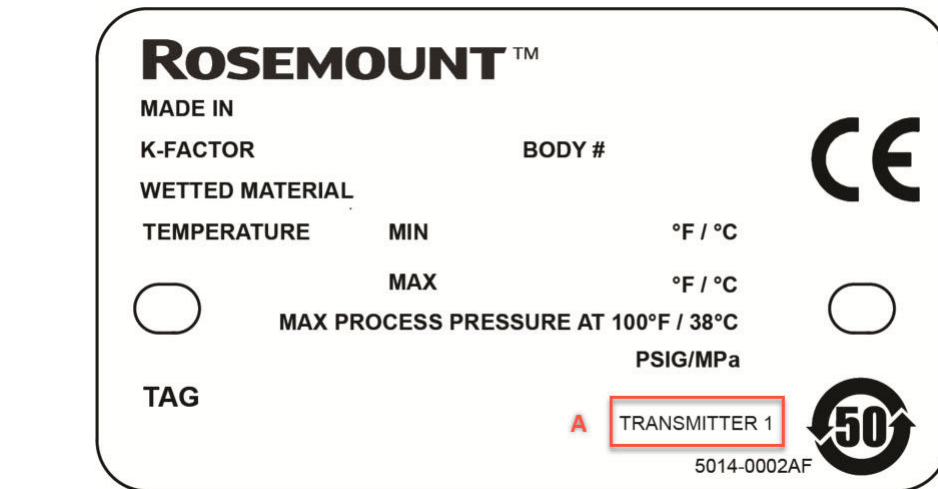 ROSEMOUNT™
MADE IN
K-FACTOR BODY #
WETTED MATERIAL
TEMPERATURE MIN °F / °C
MAX °F / °C
MAX PROCESS PRESSURE AT 100°F / 38°C
PSIG/MPa
TAG
A TRANSMITTER 1
5014-0002AF
CE
50